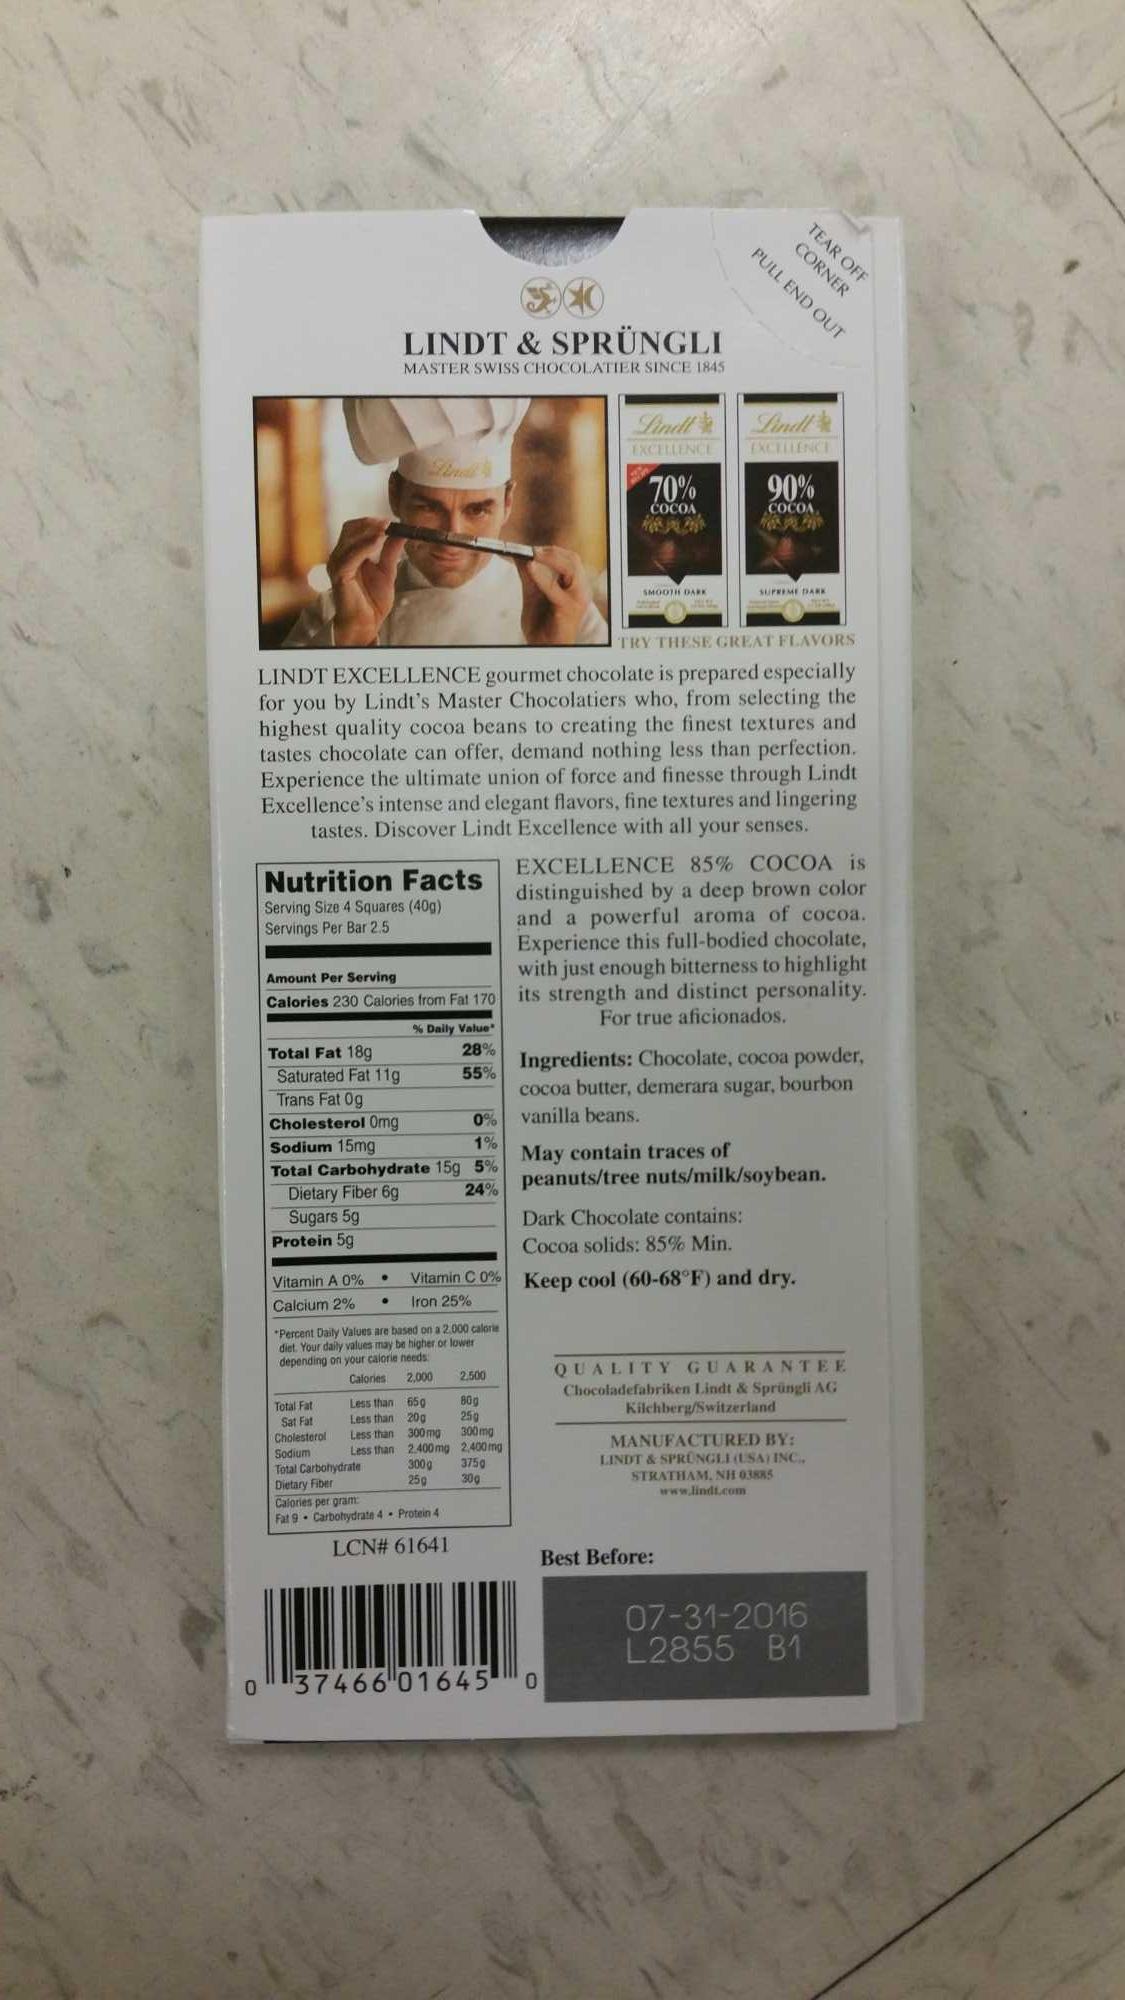 TEAR OFF
CORNER
PULL END OUT
LINDT & SPRÜNGLI
MASTER SWISS CHOCOLATIER SINCE 1845
Lindt
Lindt
EXCELLENCE
70%
COCOA
SMOOTH DARK
Lindt
EXCELLENCE
90%
COCOA
SUPREME DARK
TRY THESE GREAT FLAVORS
LINDT EXCELLENCE gourmet chocolate is prepared especially
for you by Lindt's Master Chocolatiers who, from selecting the
highest quality cocoa beans to creating the finest textures and
tastes chocolate can offer, demand nothing less than perfection.
Experience the ultimate union of force and finesse through Lindt
Excellence's intense and elegant flavors, fine textures and lingering
tastes. Discover Lindt Excellence with all your senses.
Nutrition Facts
Serving Size 4 Squares (40g)
Servings Per Bar 2.5
Amount Per Serving
Calories 230 Calories from Fat 170
% Daily Value*
Total Fat 18g 28%
Saturated Fat 11g 55%
Trans Fat 0g
Cholesterol 0mg 0%
Sodium 15mg 1%
Total Carbohydrate 15g 5%
Dietary Fiber 6g 24%
Sugars 5g
Protein 5g
Vitamin A 0% • Vitamin C 0%
Calcium 2% • Iron 25%
*Percent Daily Values are based on a 2,000 calorie
diet. Your daily values may be higher or lower
depending on your calorie needs:
Calories 2,000 2,500
Total Fat Less than 65g 80g
Sat Fat Less than 20g 25g
Cholesterol Less than 300mg 300mg
Sodium Less than 2,400mg 2,400mg
Total Carbohydrate 300g 375g
Dietary Fiber 25g 30g
Calories per gram:
Fat 9 • Carbohydrate 4 • Protein 4
LCN# 61641
0 37466 01645 0
EXCELLENCE 85% COCOA is
distinguished by a deep brown color
and a powerful aroma of cocoa.
Experience this full-bodied chocolate,
with just enough bitterness to highlight
its strength and distinct personality.
For true aficionados.
Ingredients: Chocolate, cocoa powder,
cocoa butter, demerara sugar, bourbon
vanilla beans.
May contain traces of
peanuts/tree nuts/milk/soybean.
Dark Chocolate contains:
Cocoa solids: 85% Min.
Keep cool (60-68°F) and dry.
QUALITY GUARANTEE
Chocoladefabriken Lindt & Sprüngli AG
Kilchberg/Switzerland
MANUFACTURED BY:
LINDT & SPRÜNGLI (USA) INC.,
STRATHAM, NH 03885
www.lindt.com
Best Before:
07-31-2016
L2855 B1